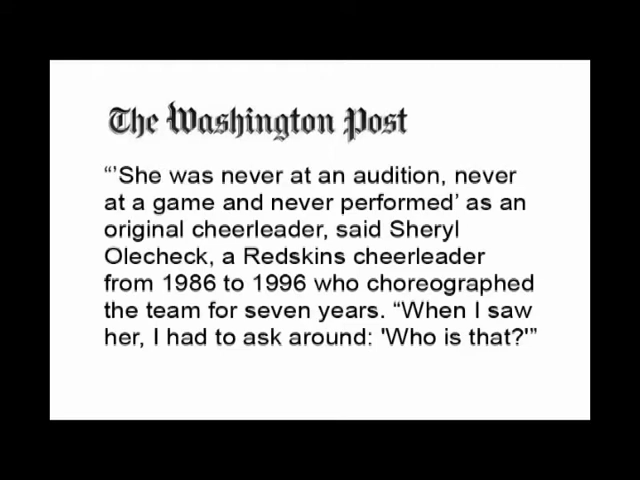 The Washington Post
“’She was never at an audition, never
at a game and never performed’ as an
original cheerleader, said Sheryl
Olecheck, a Redskins cheerleader
from 1986 to 1996 who choreographed
the team for seven years. “When I saw
her, I had to ask around: 'Who is that?'”